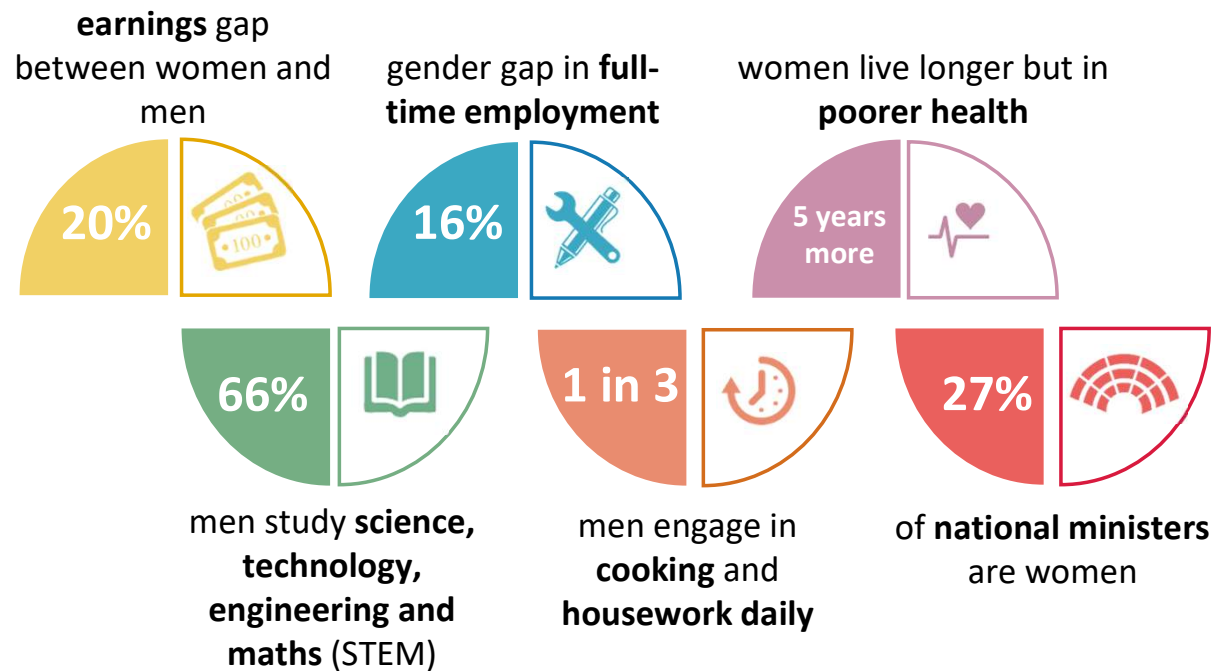 earnings gap
between women and
men
20%
100
gender gap in full-
time employment
16%
women live longer but in
poorer health
5 years
more
66%
men study science,
technology,
engineering and
maths (STEM)
1 in 3
men engage in
cooking and
housework daily
27%
of national ministers
are women